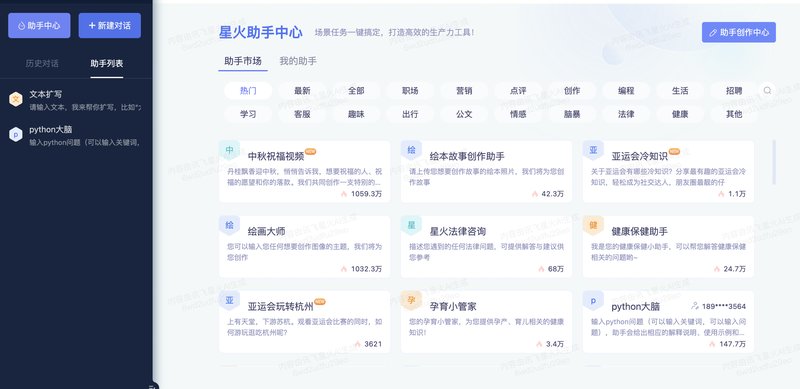 助手中心
新建对话
历史对话
助手列表
文
文本扩写
请输入文本，我来帮你扩写，比如"
p
python大脑
输入python问题（可以输入关键词，
星火助手中心
场景任务一键搞定，打造高效的生产力工具！
助手创作中心
助手市场
我的助手
热门
最新
全部
职场
营销
点评
创作
编程
生活
招聘
学习
客服
趣味
出行
公文
情感
脑暴
法律
健康
其他
中
中秋祝福视频
NEW
丹桂飘香迎中秋，悄悄告诉我，想要祝福的人、祝
福的愿望和你的落款，我们共同创作一支特别的...
1059.3万
绘
绘本故事创作助手
请上传您想要创作故事的绘本照片，我们将为您创
作故事
42.3万
亚
亚运会冷知识
NEW
关于亚运会有哪些冷知识？分享最有趣的亚运会冷
知识，轻松成为社交达人，朋友圈最靓的仔
1.1万
绘
绘画大师
您可以输入您任何想要创作图像的主题，我们将为
您创作
1032.3万
星
星火法律咨询
描述您遇到的任何法律问题，可提供解答与建议供
您参考
68万
健
健康保健助手
我是您的健康保健小助手，可以帮您解答健康保健
相关的问题哟~
24.7万
亚
亚运会玩转杭州
NEW
上有天堂，下游苏杭。观看亚运会比赛的同时，如
何游玩逛吃杭州呢？
3621
孕
孕育小管家
您的孕育小管家，为您提供孕产、育儿相关的健康
知识！
3.4万
p
python大脑
189****3564
输入python问题（可以输入关键词，可以输入问
题），助手会给出相应的解释说明、使用示例和...
147.7万